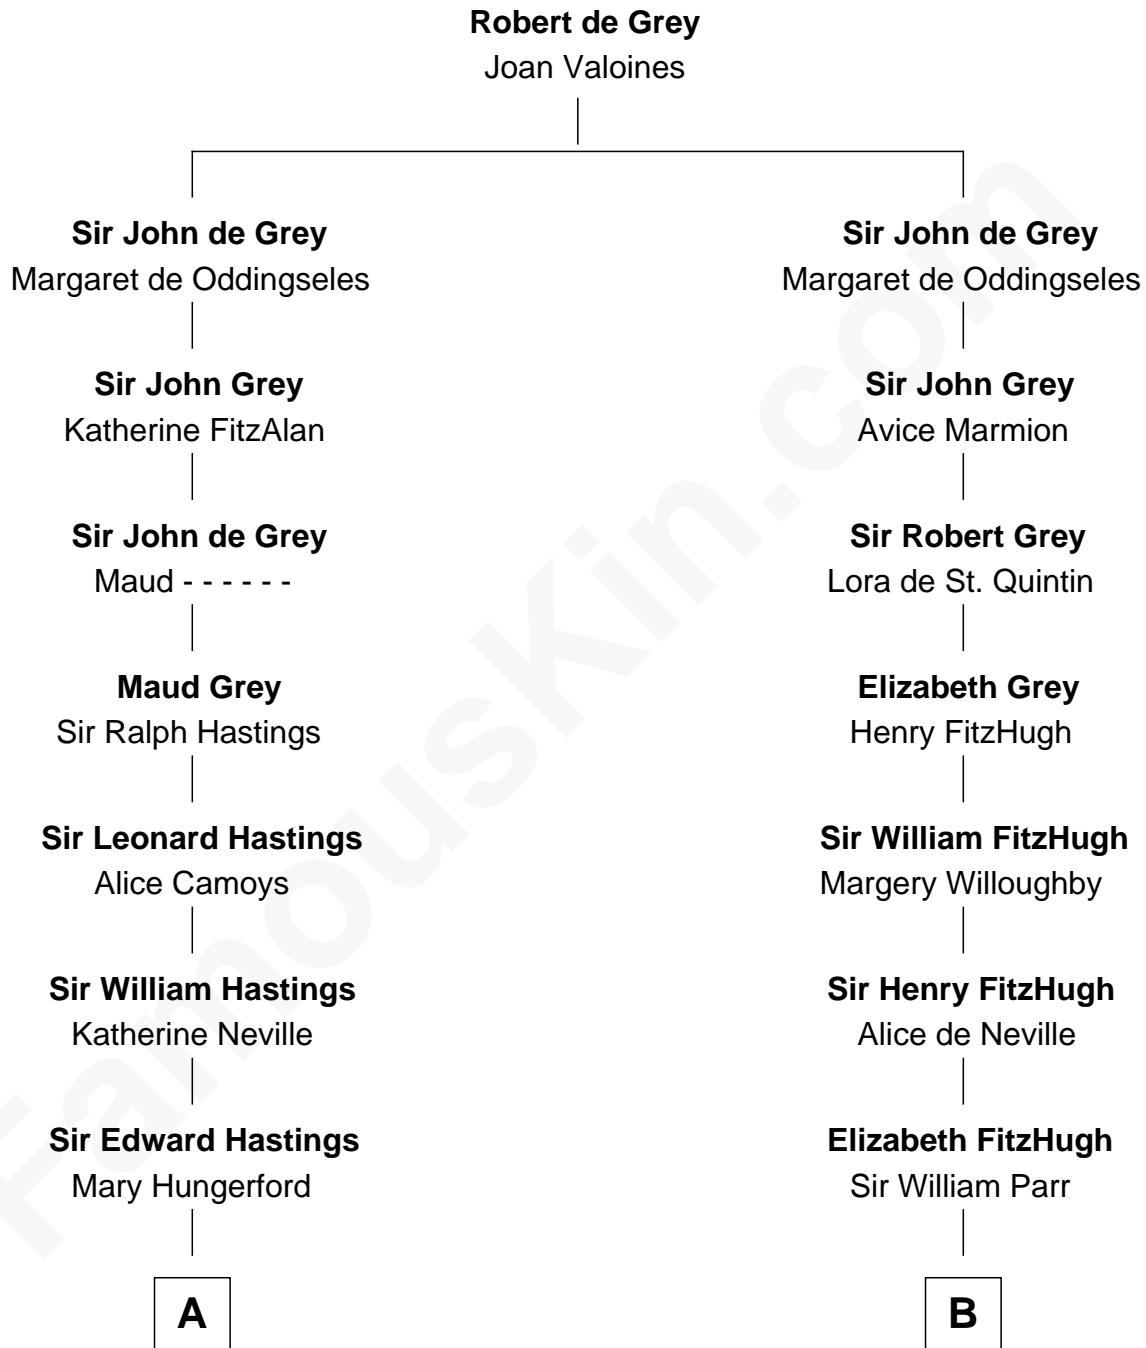 Robert de Grey
Joan Valoines
Sir John de Grey
Margaret de Oddingseles
Sir John de Grey
Margaret de Oddingseles
Sir John Grey
Katherine FitzAlan
Sir John Grey
Avice Marmion
Sir John de Grey
Maud - - - - - -
Sir Robert Grey
Lora de St. Quintin
Maud Grey
Sir Ralph Hastings
Elizabeth Grey
Henry FitzHugh
Sir Leonard Hastings
Alice Camoys
Sir William FitzHugh
Margery Willoughby
Sir William Hastings
Katherine Neville
Sir Henry FitzHugh
Alice de Neville
Sir Edward Hastings
Mary Hungerford
Elizabeth FitzHugh
Sir William Parr
A
B
FamousKin.com